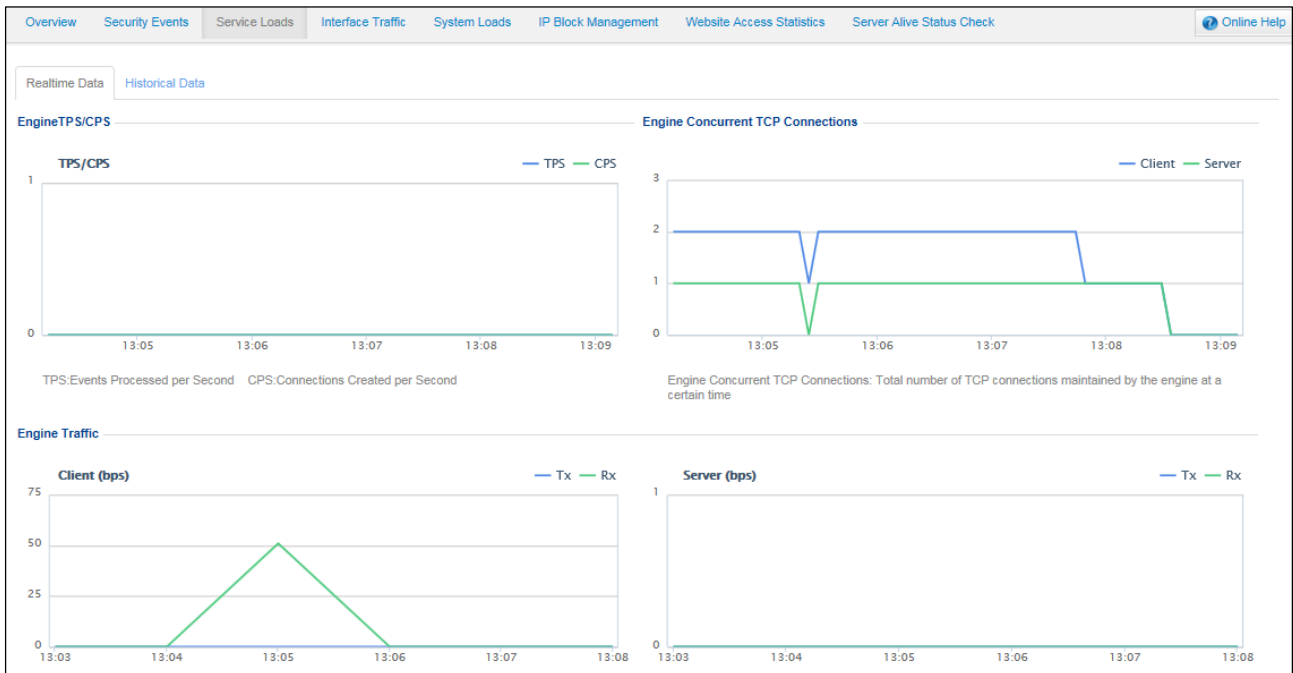 Overview Security Events Service Loads Interface Traffic System Loads IP Block Management Website Access Statistics Server Alive Status Check Online Help
Realtime Data Historical Data
EngineTPS/CPS
TPS/CPS
TPS CPS
1
0
13:05 13:06 13:07 13:08 13:09
TPS:Events Processed per Second CPS:Connections Created per Second
Engine Concurrent TCP Connections
Client Server
3
2
1
0
13:05 13:06 13:07 13:08 13:09
Engine Concurrent TCP Connections: Total number of TCP connections maintained by the engine at a
certain time
Engine Traffic
Client (bps)
Tx Rx
75
50
25
0
13:03 13:04 13:05 13:06 13:07 13:08
Server (bps)
Tx Rx
1
0
13:03 13:04 13:05 13:06 13:07 13:08